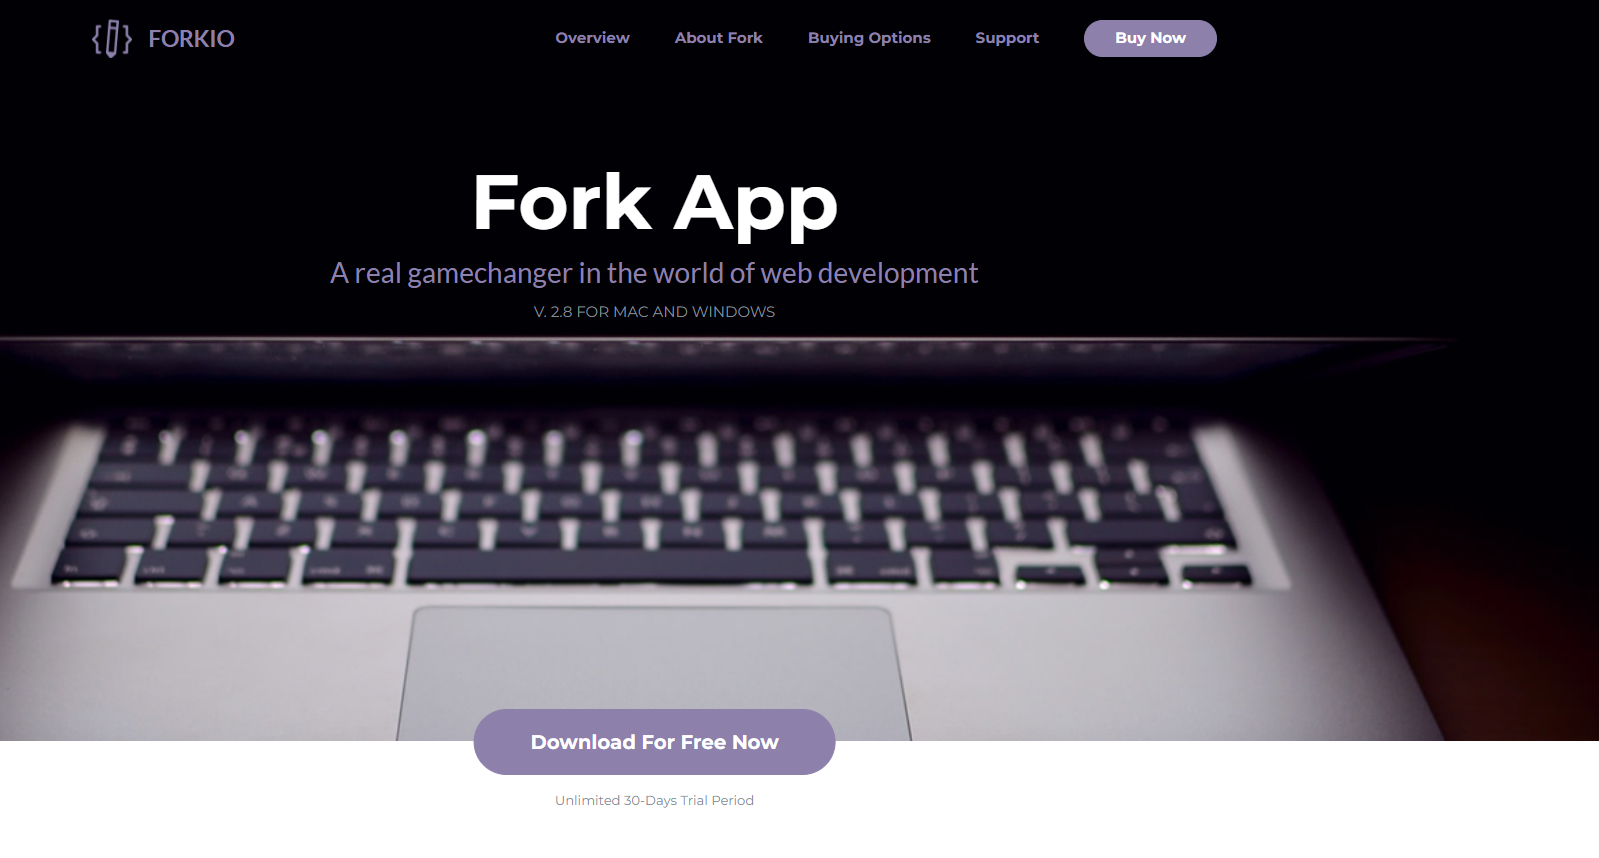 FORKIO
Overview
About Fork
Buying Options
Support
Buy Now
Fork App
A real gamechanger in the world of web development
V. 2.8 FOR MAC AND WINDOWS
Download For Free Now
Unlimited 30-Days Trial Period